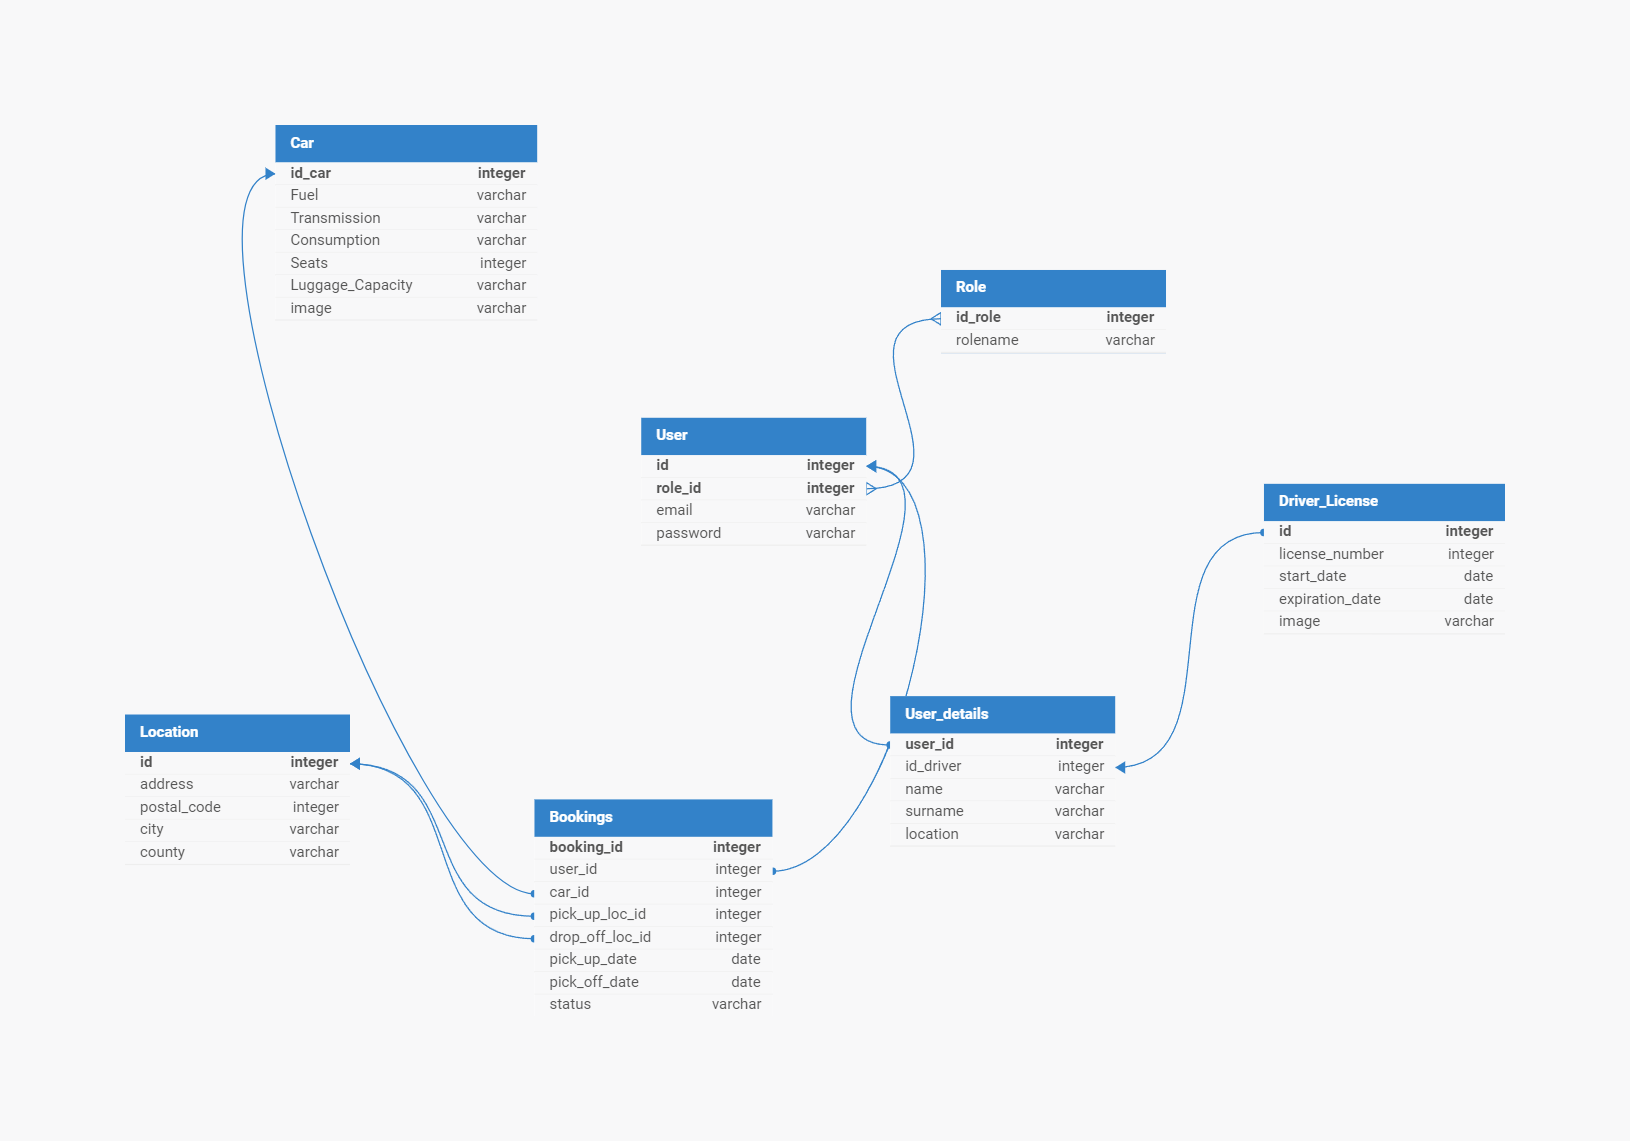 Car
id_car integer
Fuel varchar
Transmission varchar
Consumption varchar
Seats integer
Luggage_Capacity varchar
image varchar
Role
id_role integer
rolename varchar
User
id integer
role_id integer
email varchar
password varchar
Driver_License
id integer
license_number integer
start_date date
expiration_date date
image varchar
Location
id integer
address varchar
postal_code integer
city varchar
county varchar
User_details
user_id integer
id_driver integer
name varchar
surname varchar
location varchar
Bookings
booking_id integer
user_id integer
car_id integer
pick_up_loc_id integer
drop_off_loc_id integer
pick_up_date date
pick_off_date date
status varchar